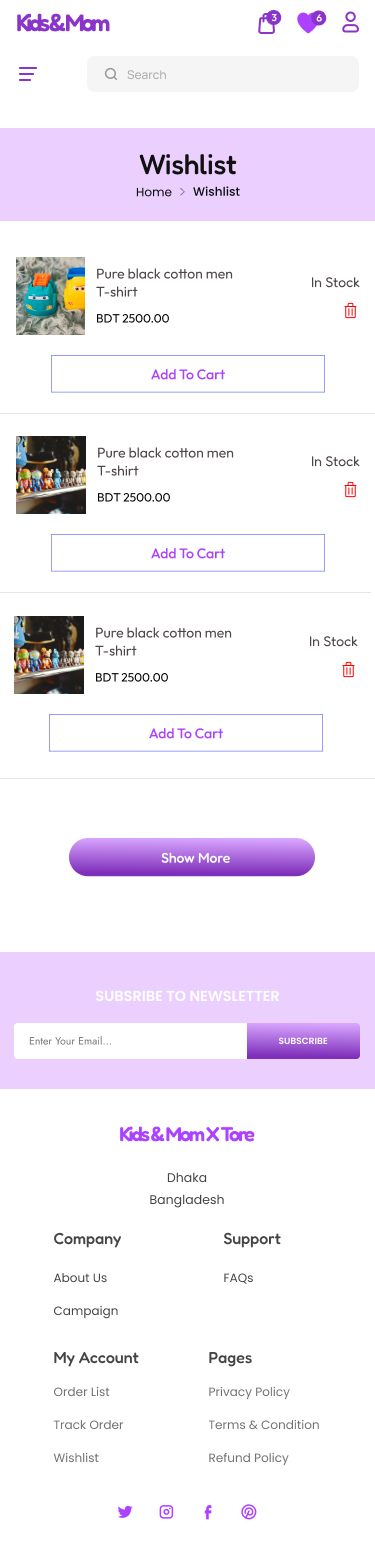 Kids&Mom
3
6
Search
Wishlist
Home > Wishlist
Pure black cotton men
T-shirt
BDT 2500.00
In Stock
Add To Cart
Pure black cotton men
T-shirt
BDT 2500.00
In Stock
Add To Cart
Pure black cotton men
T-shirt
BDT 2500.00
In Stock
Add To Cart
Show More
SUBSRIBE TO NEWSLETTER
Enter Your Email...
SUBSCRIBE
Kids & Mom X Tore
Dhaka
Bangladesh
Company
About Us
Campaign
Support
FAQs
My Account
Order List
Track Order
Wishlist
Pages
Privacy Policy
Terms & Condition
Refund Policy